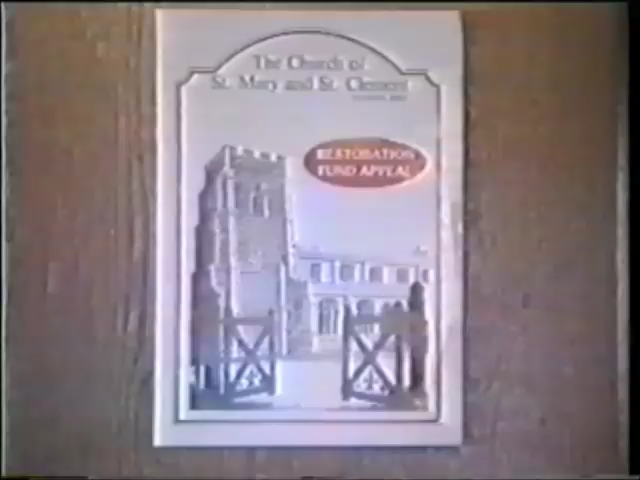 The Church of
St. Mary and St. Clement
RESTORATION
FUND APPEAL